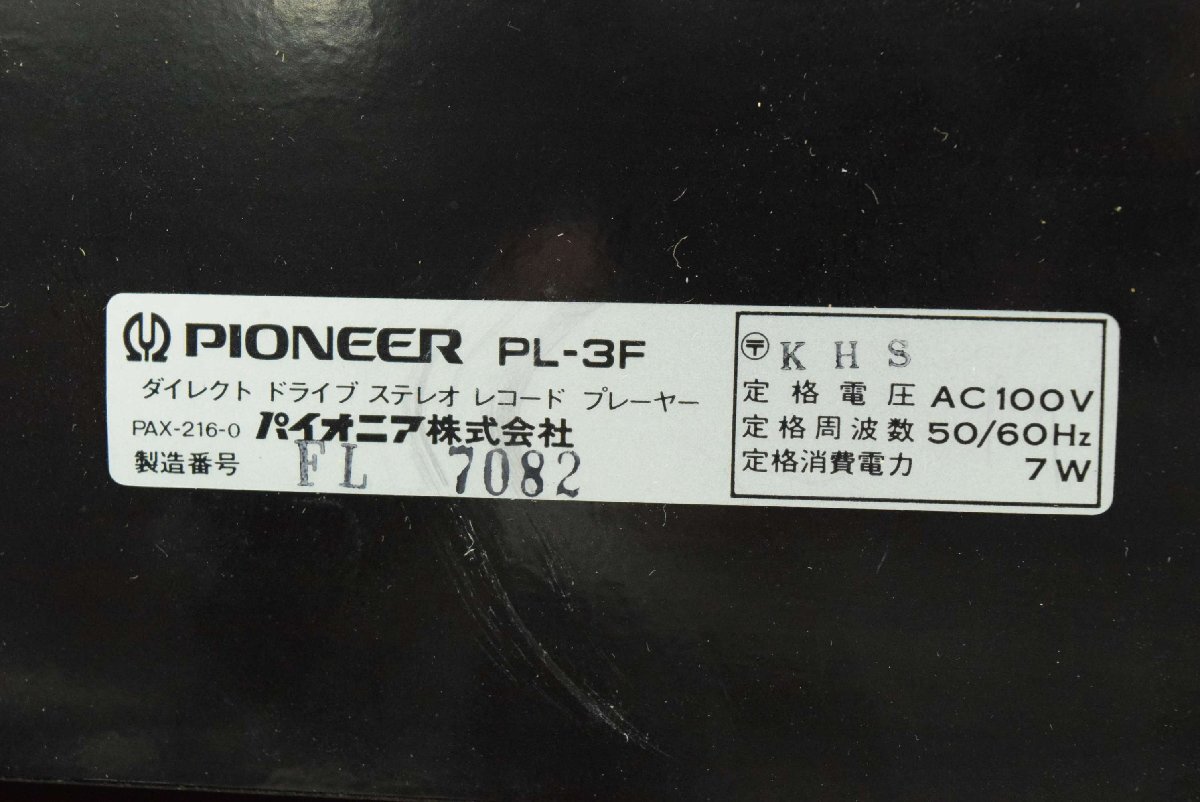 PIONEER PL-3F
ダイレクト ドライブ ステレオ レコード プレーヤー
PAX-216-0 パイオニア株式会社
製造番号 FL 7082
〒 KHS
定格電圧 AC100V
定格周波数 50/60Hz
定格消費電力 7W